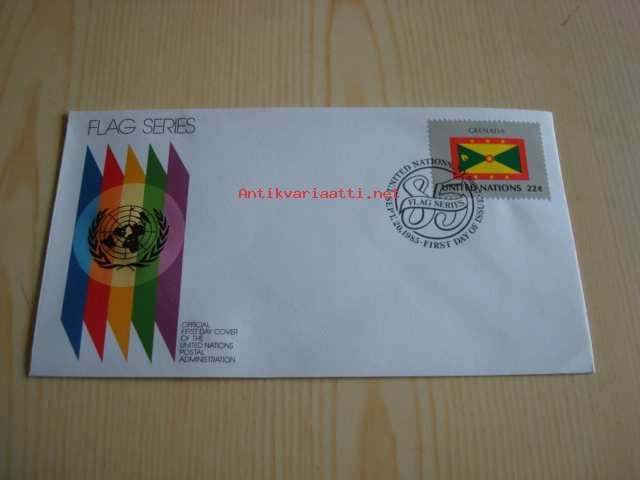 FLAG SERIES
GRENADA
UNITED NATIONS 22¢
UNITED NATIONS
85
FLAG SERIES
SEPT. 20, 1985 · FIRST DAY OF ISSUE
Antikvariaatti.net
OFFICIAL
FIRST DAY COVER
OF THE
UNITED NATIONS
POSTAL
ADMINISTRATION